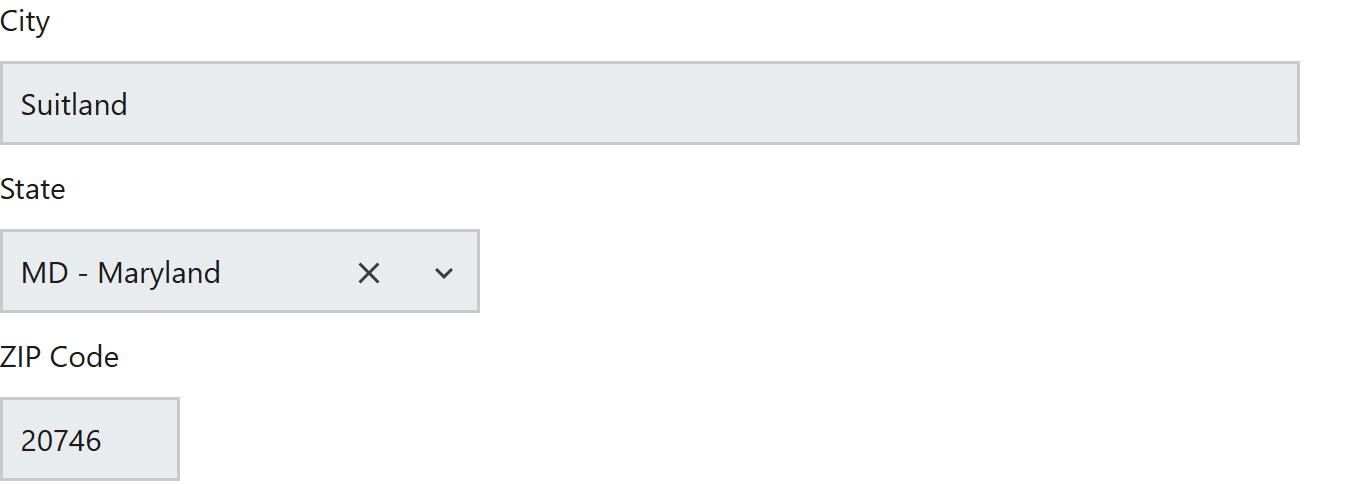 City
Suitland
State
MD - Maryland
ZIP Code
20746